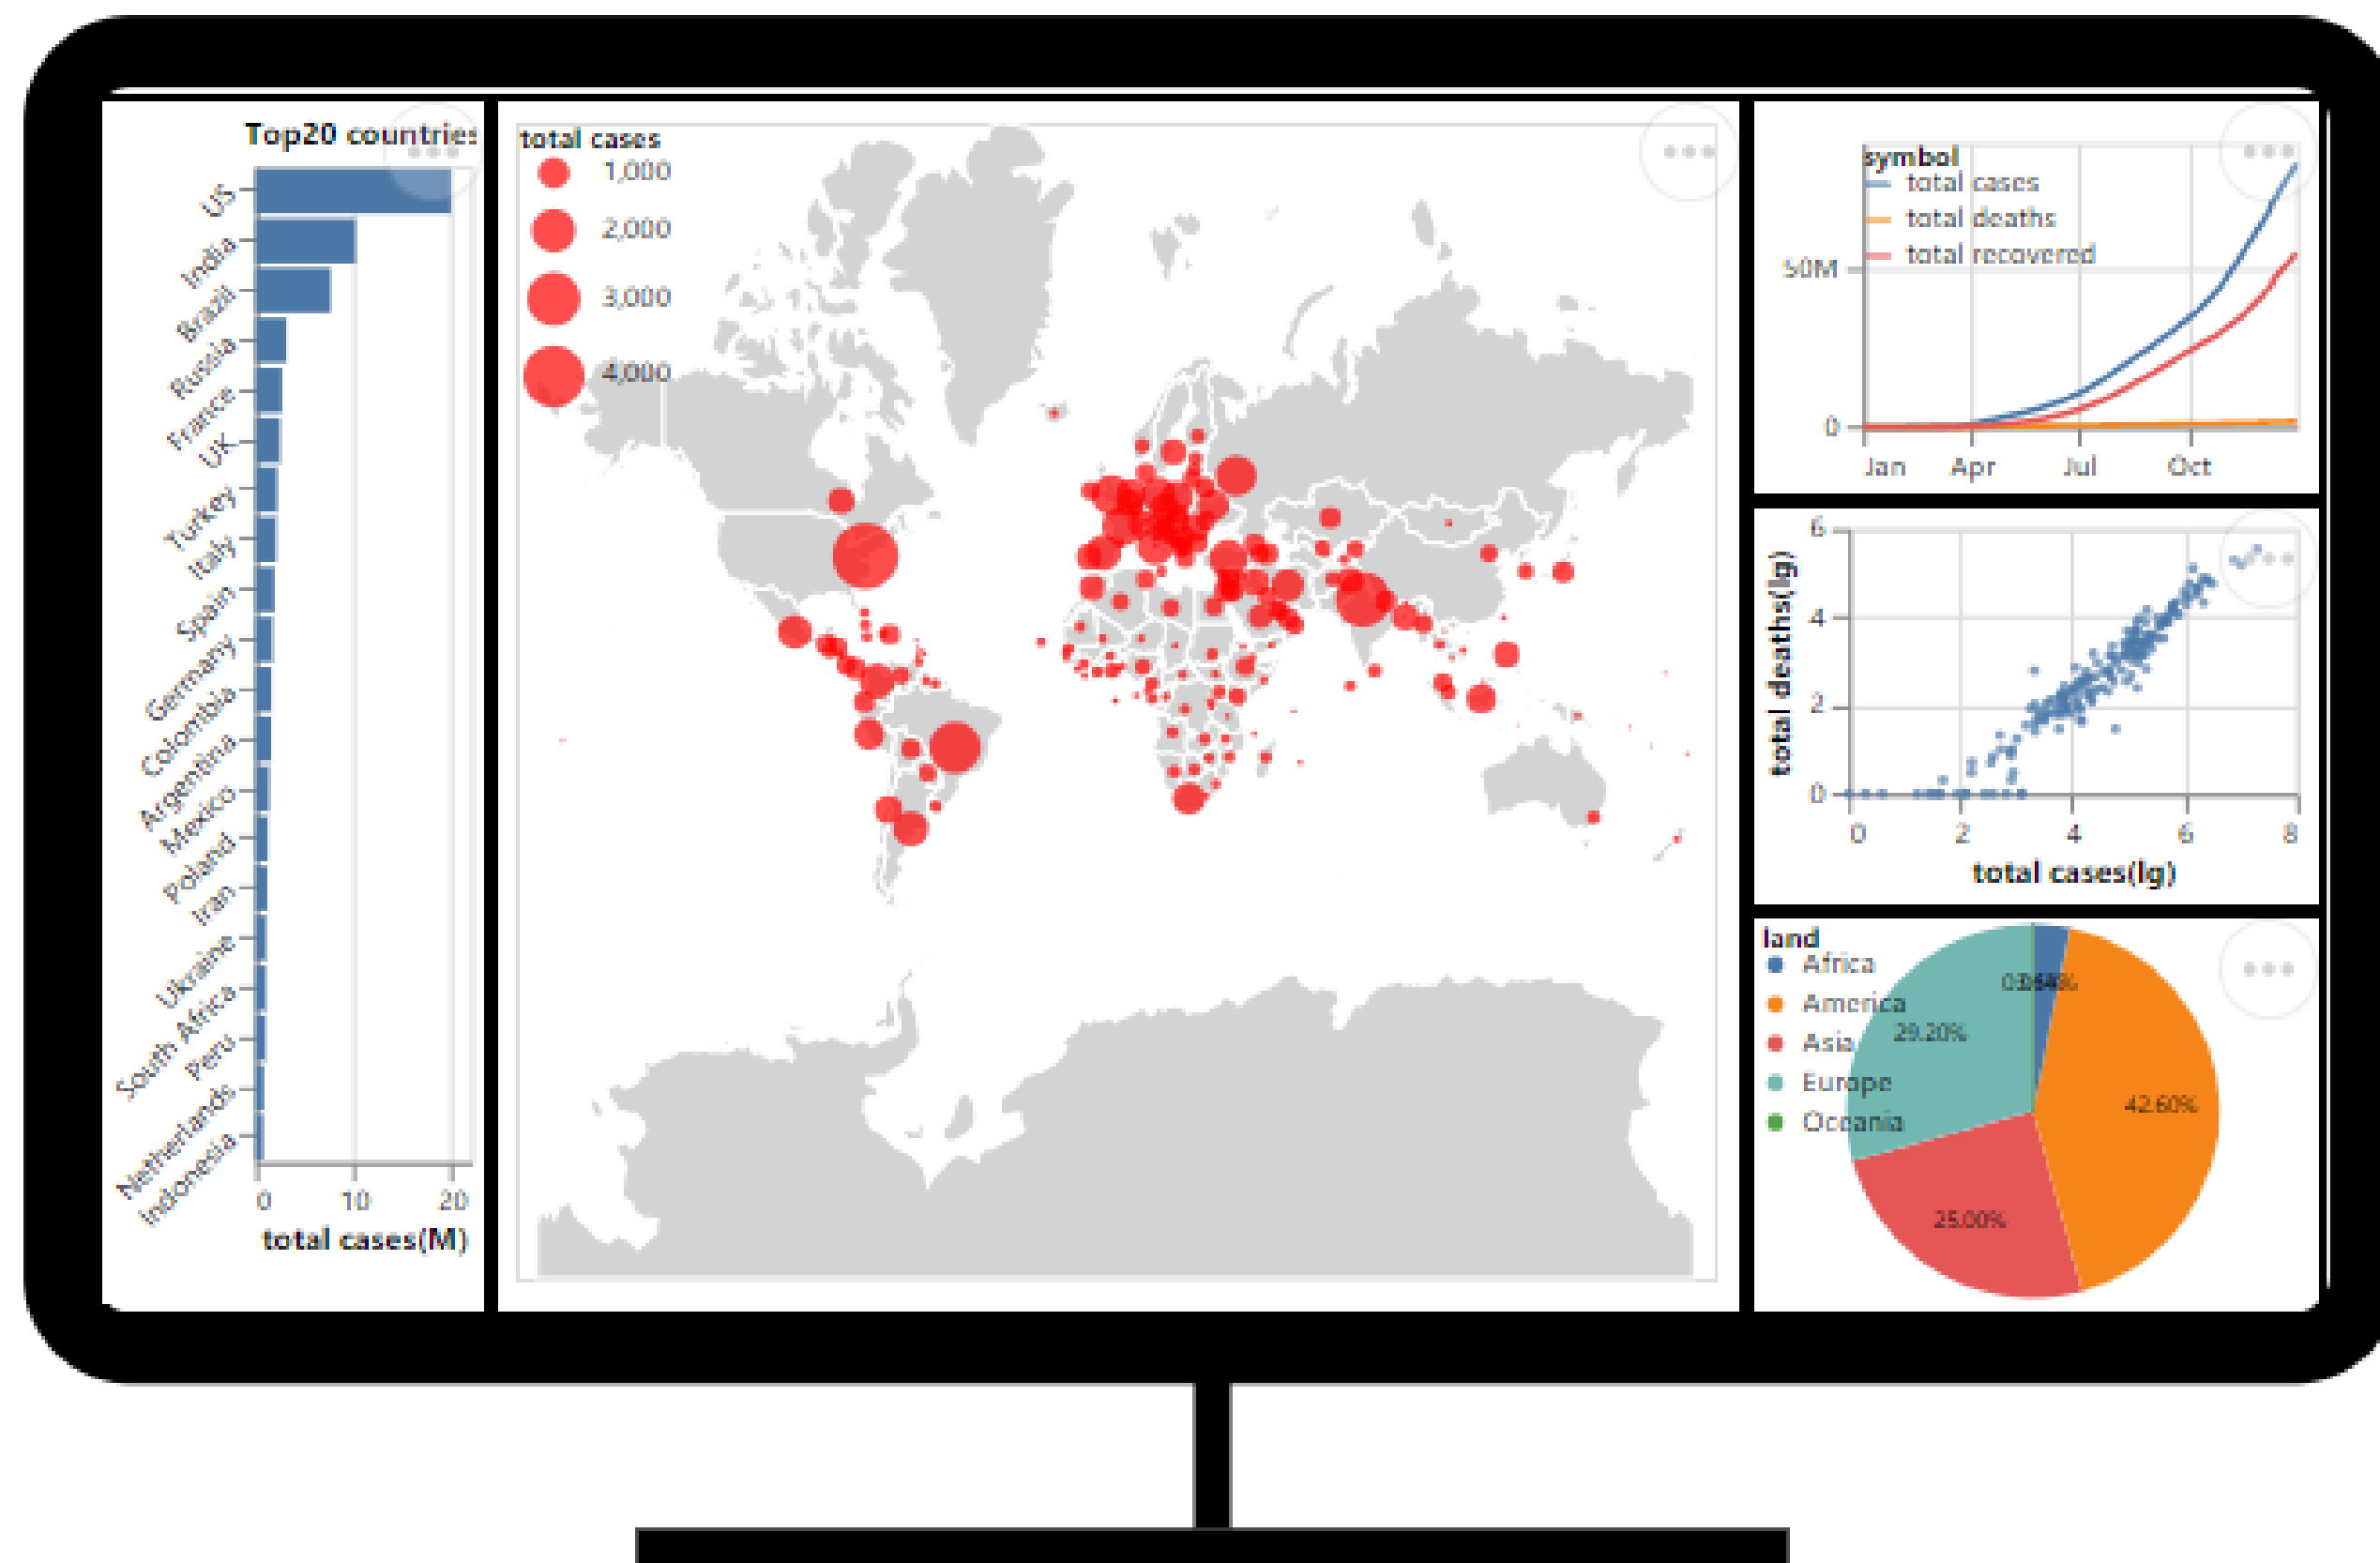 Top20 countries
US
India
Brazil
Russia
France
UK
Turkey
Italy
Spain
Germany
Colombia
Argentina
Mexico
Poland
Iran
Ukraine
South Africa
Peru
Netherlands
Indonesia
0 10 20
total cases(M)
total cases
1,000
2,000
3,000
4,000
symbol
total cases
total deaths
total recovered
50M
0
Jan Apr Jul Oct
total deaths(lg)
6
4
2
0
0 2 4 6 8
total cases(lg)
land
Africa
America
Asia
Europe
Oceania
29.20%
42.60%
25.00%